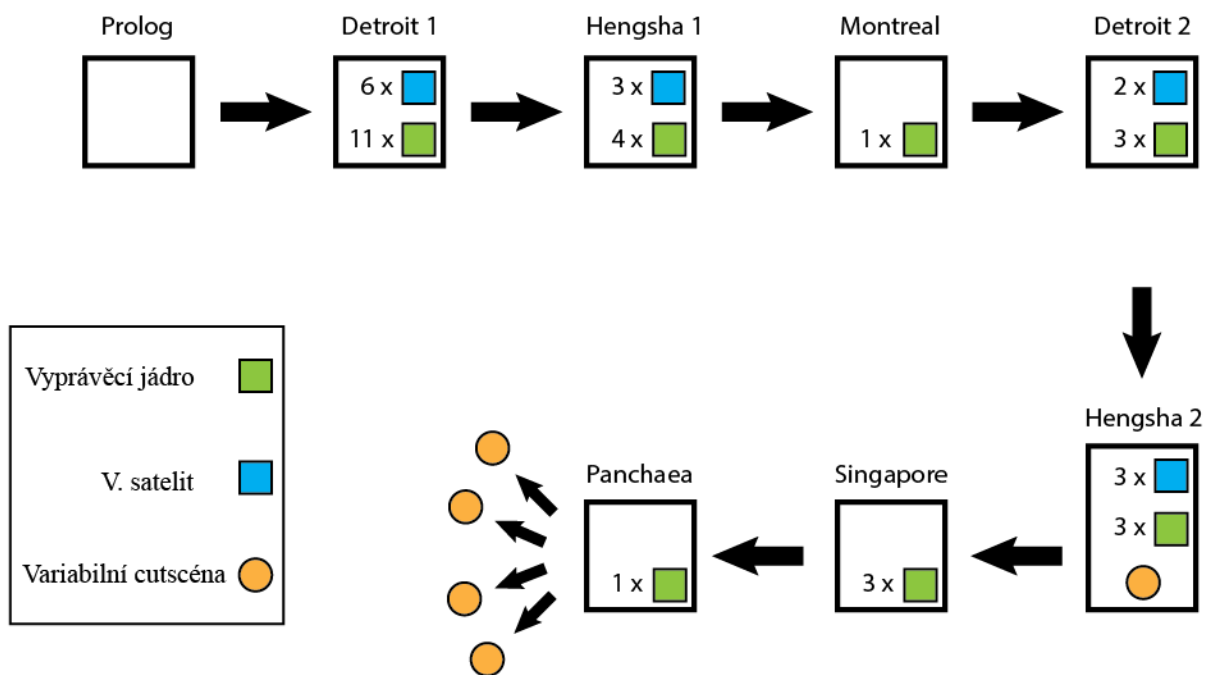 Prolog
Detroit 1
Hengsha 1
Montreal
Detroit 2
6 x
11 x
3 x
4 x
1 x
2 x
3 x
Hengsha 2
3 x
3 x
Singapore
3 x
Panchaea
1 x
Vyprávěcí jádro
V. satelit
Variabilní cutscéna